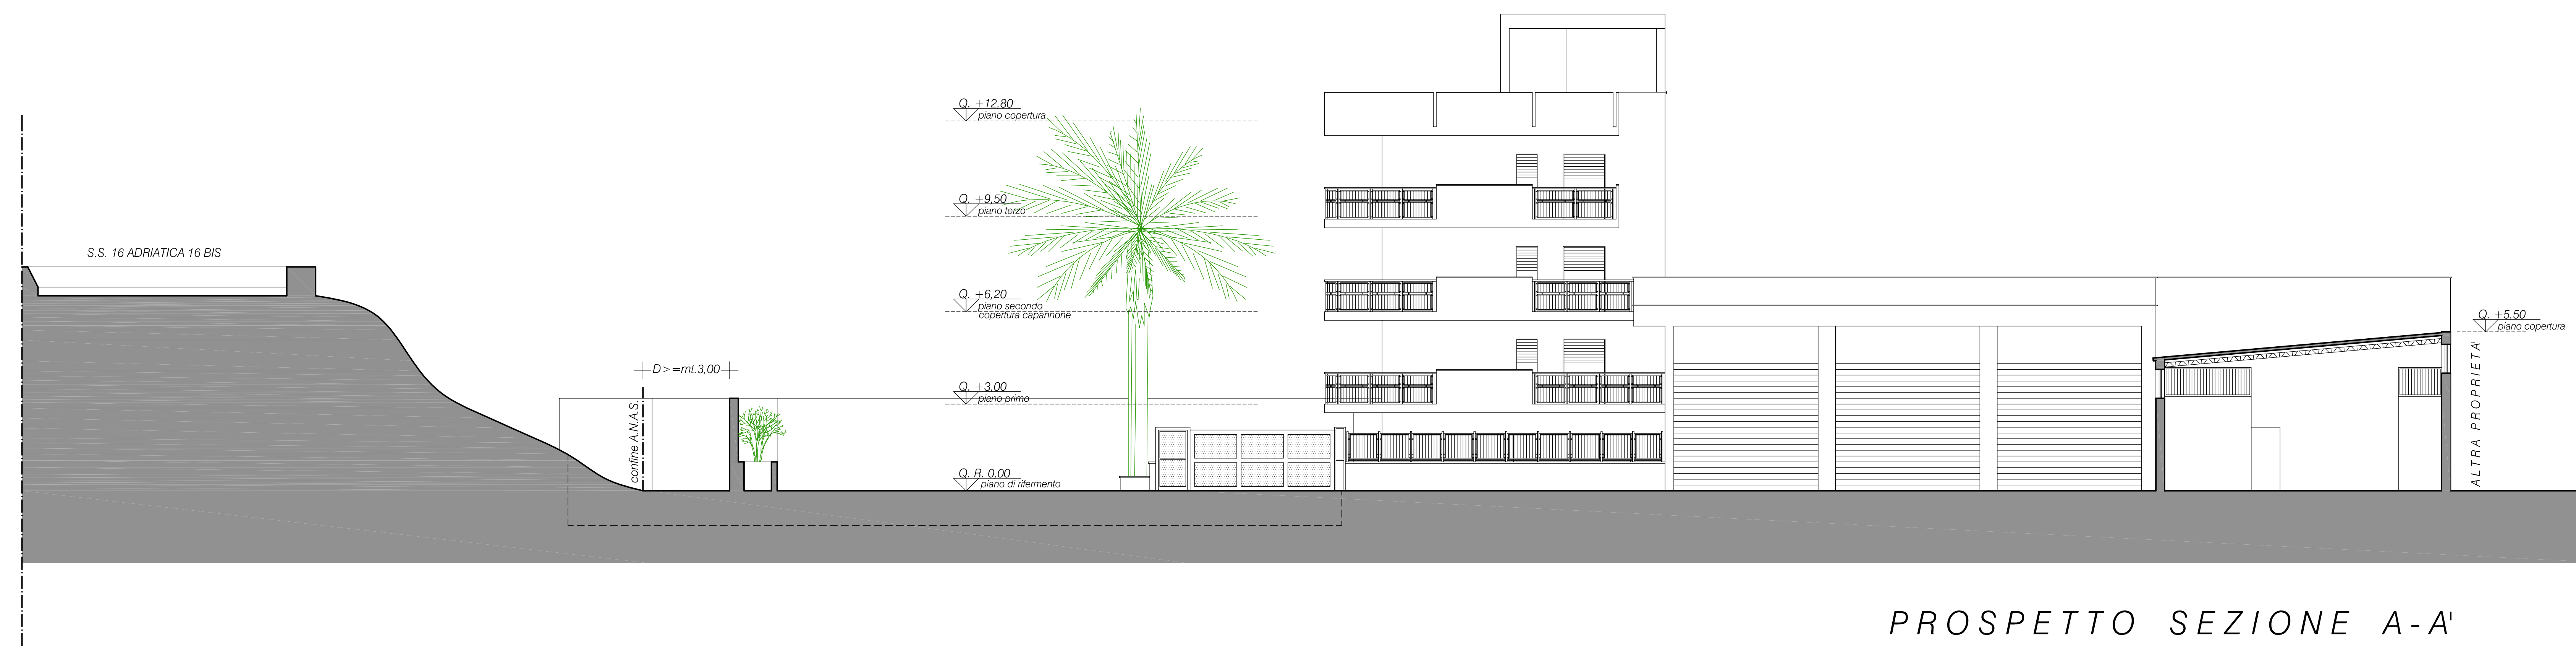 Q. +12,80
piano copertura
Q. +9,50
piano terzo
S.S. 16 ADRIATICA 16 BIS
Q. +6,20
piano secondo
copertura capannone
Q. +5,50
piano copertura
D>=mt.3,00
Q. +3,00
piano primo
confine A.N.A.S.
ALTRA PROPRIETA'
Q. R. 0,00
piano di rifermento
PROSPETTO SEZIONE A-A'